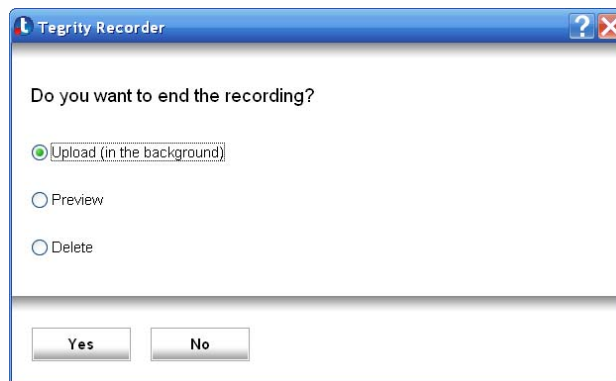 Tegrity Recorder
Do you want to end the recording?
Upload (in the background)
Preview
Delete
Yes No